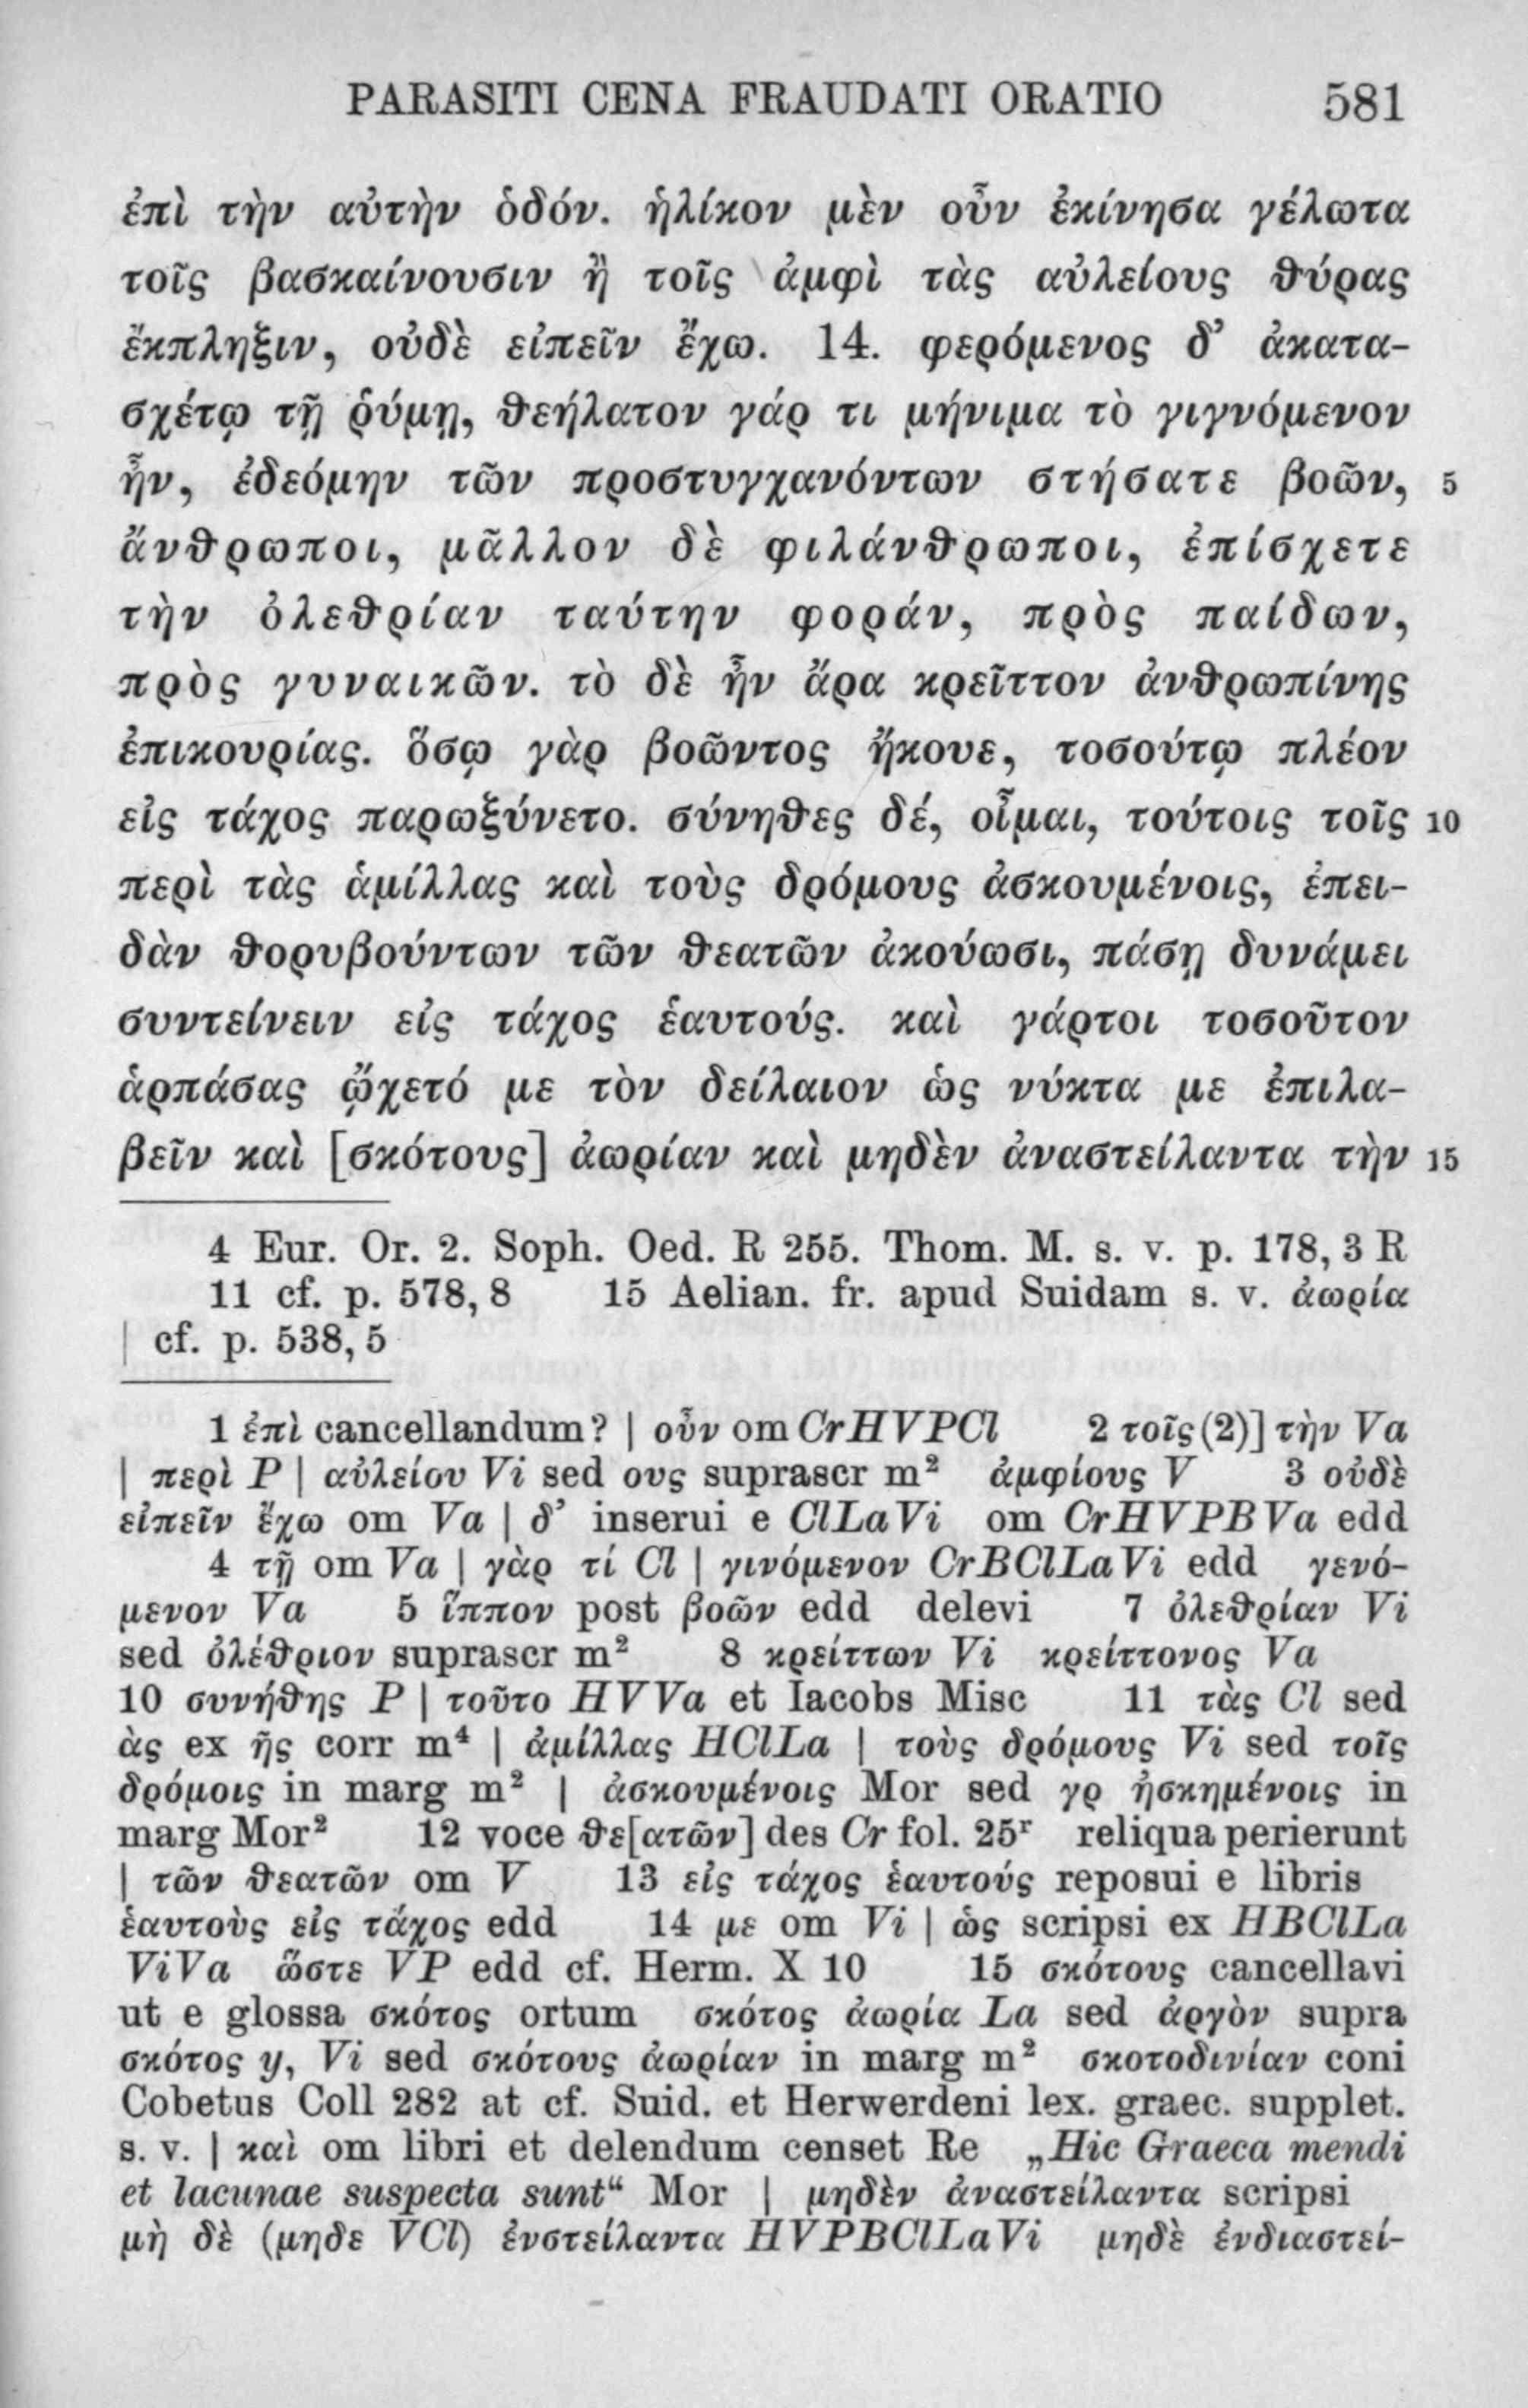 PARASITI CENA FRAUDATI ORATIO 581
ἐπὶ τὴν αὐτὴν ὁδόν. ἡλίκον μὲν οὖν ἐκίνησα γέλωτα
τοῖς βασκαίνουσιν ἢ τοῖς ἀμφὶ τὰς αὐλείους θύρας
ἔκπληξιν, οὐδὲ εἰπεῖν ἔχω. 14. φερόμενος δ’ ἀκατα-
σχέτῳ τῇ ῥύμῃ, θεήλατον γάρ τι μήνιμα τὸ γιγνόμενον
ἦν, ἐδεόμην τῶν προστυγχανόντων στήσατε βοῶν, 5
ἄνθρωποι, μᾶλλον δὲ φιλάνθρωποι, ἐπίσχετε
τὴν ὀλεθρίαν ταύτην φοράν, πρὸς παίδων,
πρὸς γυναικῶν. τὸ δὲ ἦν ἄρα κρεῖττον ἀνθρωπίνης
ἐπικουρίας. ὅσῳ γὰρ βοῶντος ἤκουε, τοσούτῳ πλέον
εἰς τάχος παρωξύνετο. σύνηθες δέ, οἶμαι, τούτοις τοῖς 10
περὶ τὰς ἁμίλλας καὶ τοὺς δρόμους ἀσκουμένοις, ἐπει-
δὰν θορυβούντων τῶν θεατῶν ἀκούωσι, πάσῃ δυνάμει
συντείνειν εἰς τάχος ἑαυτούς. καὶ γάρτοι τοσοῦτον
ἁρπάσας ᾤχετό με τὸν δείλαιον ὡς νύκτα με ἐπιλα-
βεῖν καὶ [σκότους] ἀωρίαν καὶ μηδὲν ἀναστείλαντα τὴν 15
4 Eur. Or. 2. Soph. Oed. R 255. Thom. M. s. v. p. 178, 3 R
11 cf. p. 578, 8 15 Aelian. fr. apud Suidam s. v. ἀωρία
| cf. p. 538, 5
1 ἐπὶ cancellandum? | οὖν om CrHVPCl 2 τοῖς (2)] τὴν Va
| περὶ P | αὐλείου Vi sed ους suprascr m² ἀμφίους V 3 οὐδὲ
εἰπεῖν ἔχω om Va | δ’ inserui e ClLaVi om CrHVPBVa edd
4 τῇ om Va | γὰρ τί Cl | γινόμενον CrBClLaVi edd γενό-
μενον Va 5 ἵππον post βοῶν edd delevi 7 ὀλεθρίαν Vi
sed ὀλέθριον suprascr m² 8 κρείττων Vi κρείττονος Va
10 συνήθης P | τοῦτο HVVa et Iacobs Misc 11 τὰς Cl sed
ὰς ex ῆς corr m⁴ | ἀμίλλας HClLa | τοὺς δρόμους Vi sed τοῖς
δρόμοις in marg m² | ἀσκουμένοις Mor sed γρ ἠσκημένοις in
marg Mor² 12 voce θε[ατῶν] des Cr fol. 25ʳ reliqua perierunt
| τῶν θεατῶν om V 13 εἰς τάχος ἑαυτούς reposui e libris
ἑαυτοὺς εἰς τάχος edd 14 με om Vi | ὡς scripsi ex HBClLa
ViVa ὥστε VP edd cf. Herm. X 10 15 σκότους cancellavi
ut e glossa σκότος ortum σκότος ἀωρία La sed ἀργὸν supra
σκότος y, Vi sed σκότους ἀωρίαν in marg m² σκοτοδινίαν coni
Cobetus Coll 282 at cf. Suid. et Herwerdeni lex. graec. supplet.
s. v. | καὶ om libri et delendum censet Re „Hic Graeca mendi
et lacunae suspecta sunt“ Mor | μηδὲν ἀναστείλαντα scripsi
μὴ δὲ (μηδε VCl) ἐνστείλαντα HVPBClLaVi μηδὲ ἐνδιαστεί-